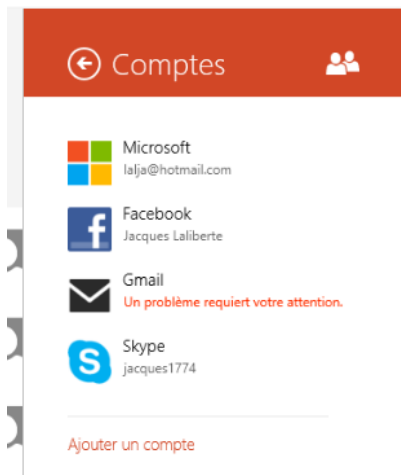 Comptes
Microsoft
lalja@hotmail.com
Facebook
Jacques Laliberte
Gmail
Un problème requiert votre attention.
Skype
jacques1774
Ajouter un compte